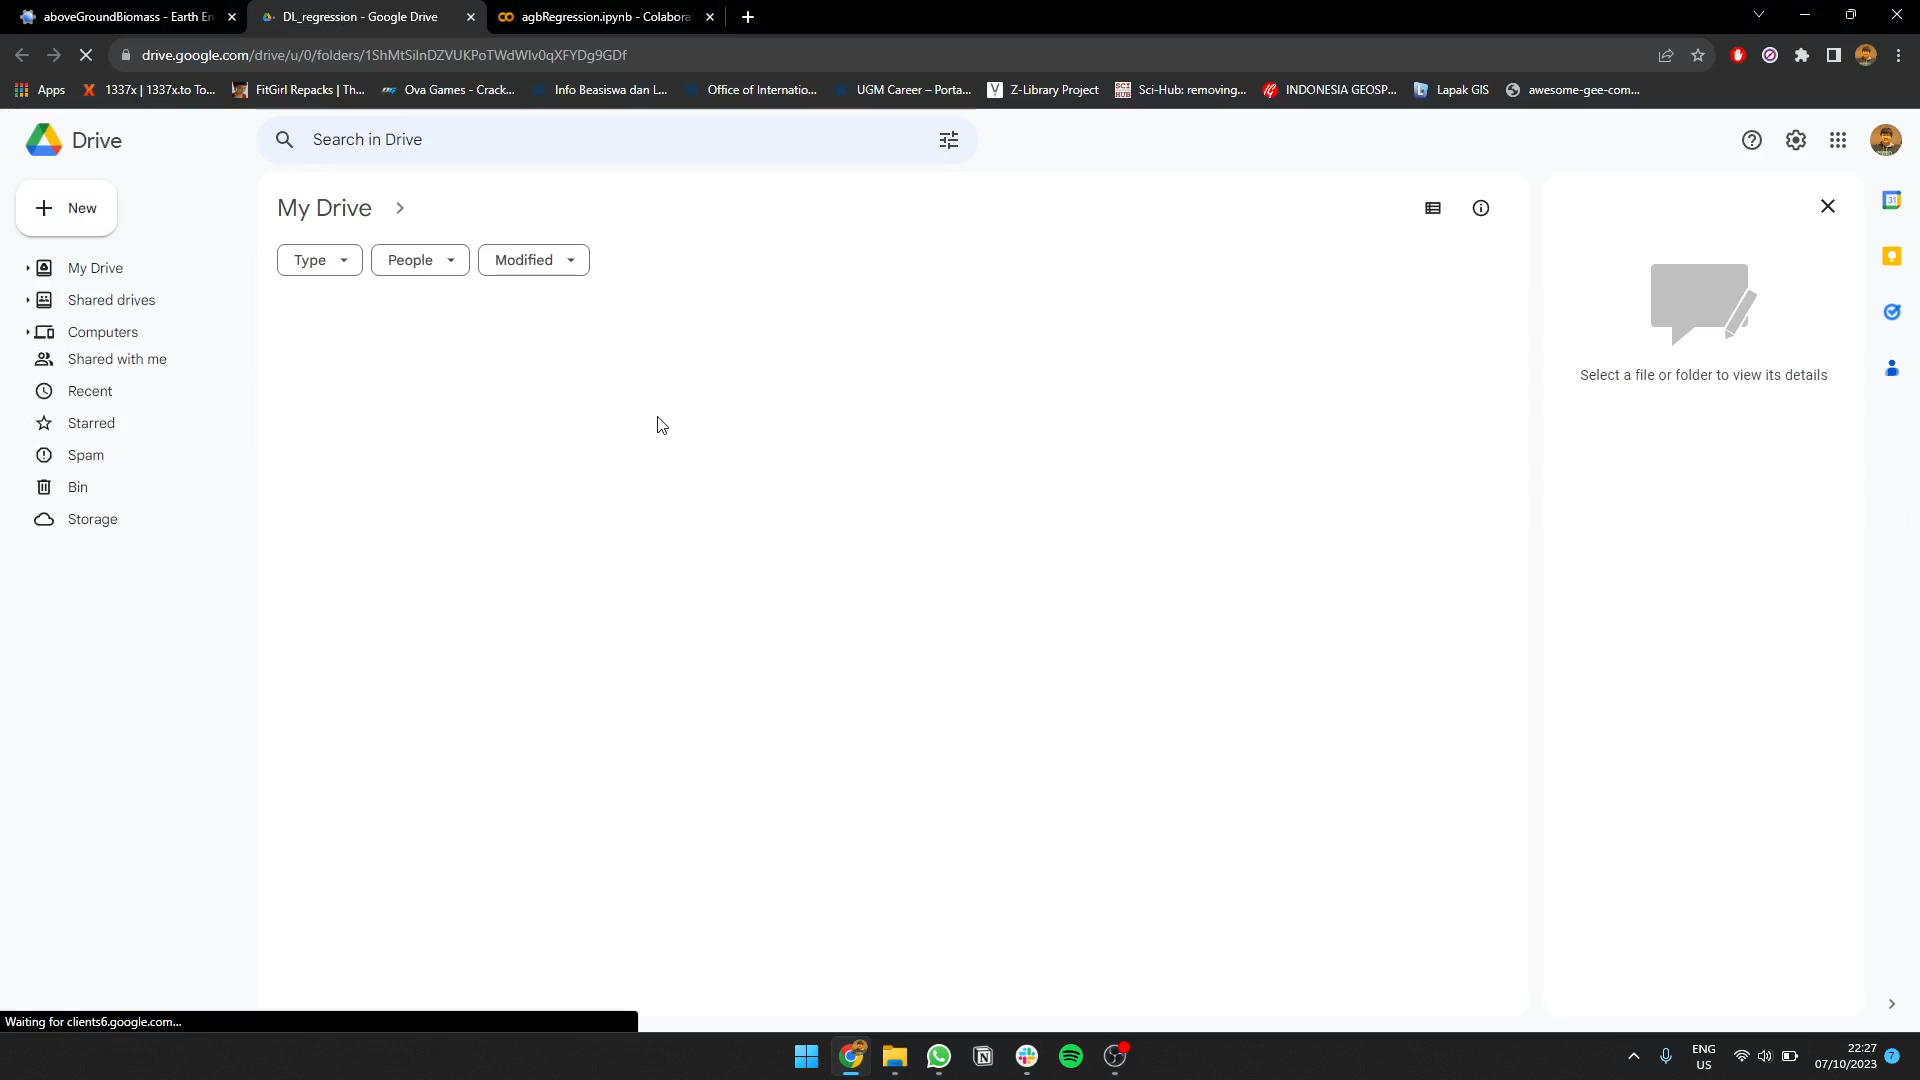 aboveGroundBiomass - Earth En
DL_regression - Google Drive
agbRegression.ipynb - Colabora
drive.google.com/drive/u/0/folders/1ShMtSilnDZVUKPoTWdWlv0qXFYDg9GDf
Apps
1337x | 1337x.to To...
FitGirl Repacks | Th...
Ova Games - Crack...
Info Beasiswa dan L...
Office of Internatio...
UGM Career – Porta...
Z-Library Project
SCI HUB
Sci-Hub: removing...
INDONESIA GEOSP...
Lapak GIS
awesome-gee-com...
Drive
Search in Drive
New
My Drive
Shared drives
Computers
Shared with me
Recent
Starred
Spam
Bin
Storage
My Drive
Type
People
Modified
Select a file or folder to view its details
31
Waiting for clients6.google.com...
ENG
US
22:27
07/10/2023
7